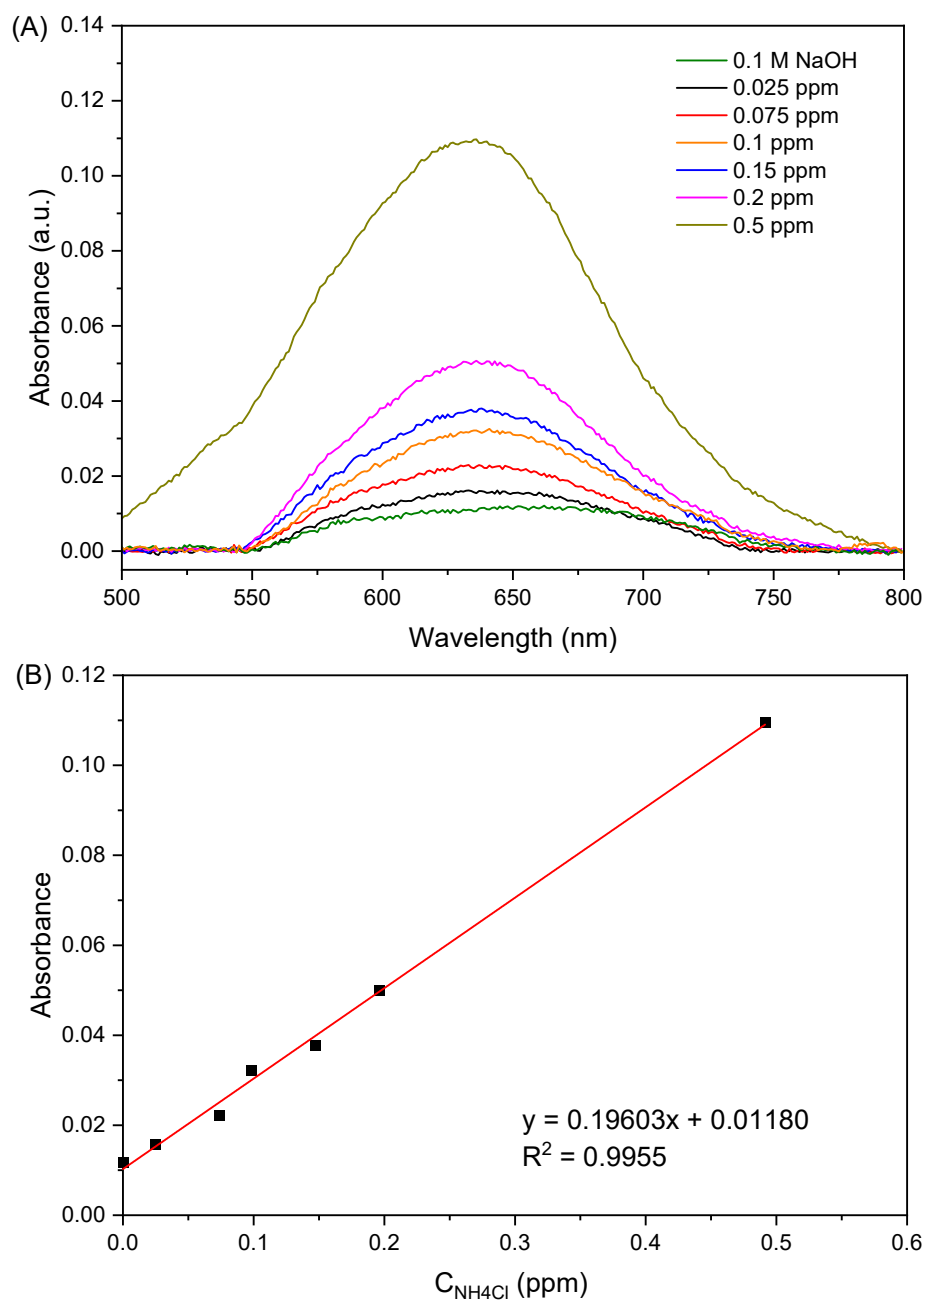 (A)
0.14
0.12
0.10
0.08
0.06
0.04
0.02
0.00
Absorbance (a.u.)
0.1 M NaOH
0.025 ppm
0.075 ppm
0.1 ppm
0.15 ppm
0.2 ppm
0.5 ppm
500 550 600 650 700 750 800
Wavelength (nm)
(B)
0.12
0.10
0.08
0.06
0.04
0.02
0.00
Absorbance
y = 0.19603x + 0.01180
R² = 0.9955
0.0 0.1 0.2 0.3 0.4 0.5 0.6
C_NH4Cl (ppm)